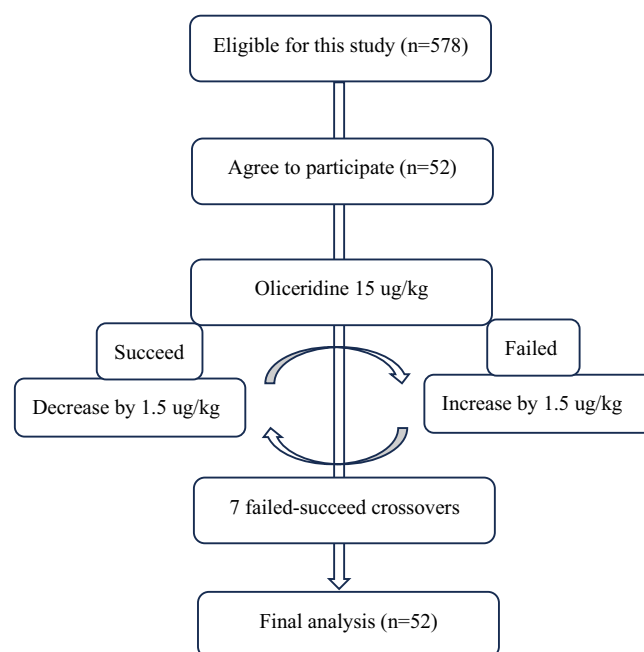 Eligible for this study (n=578)
Agree to participate (n=52)
Oliceridine 15 ug/kg
Succeed
Failed
Decrease by 1.5 ug/kg
Increase by 1.5 ug/kg
7 failed-succeed crossovers
Final analysis (n=52)